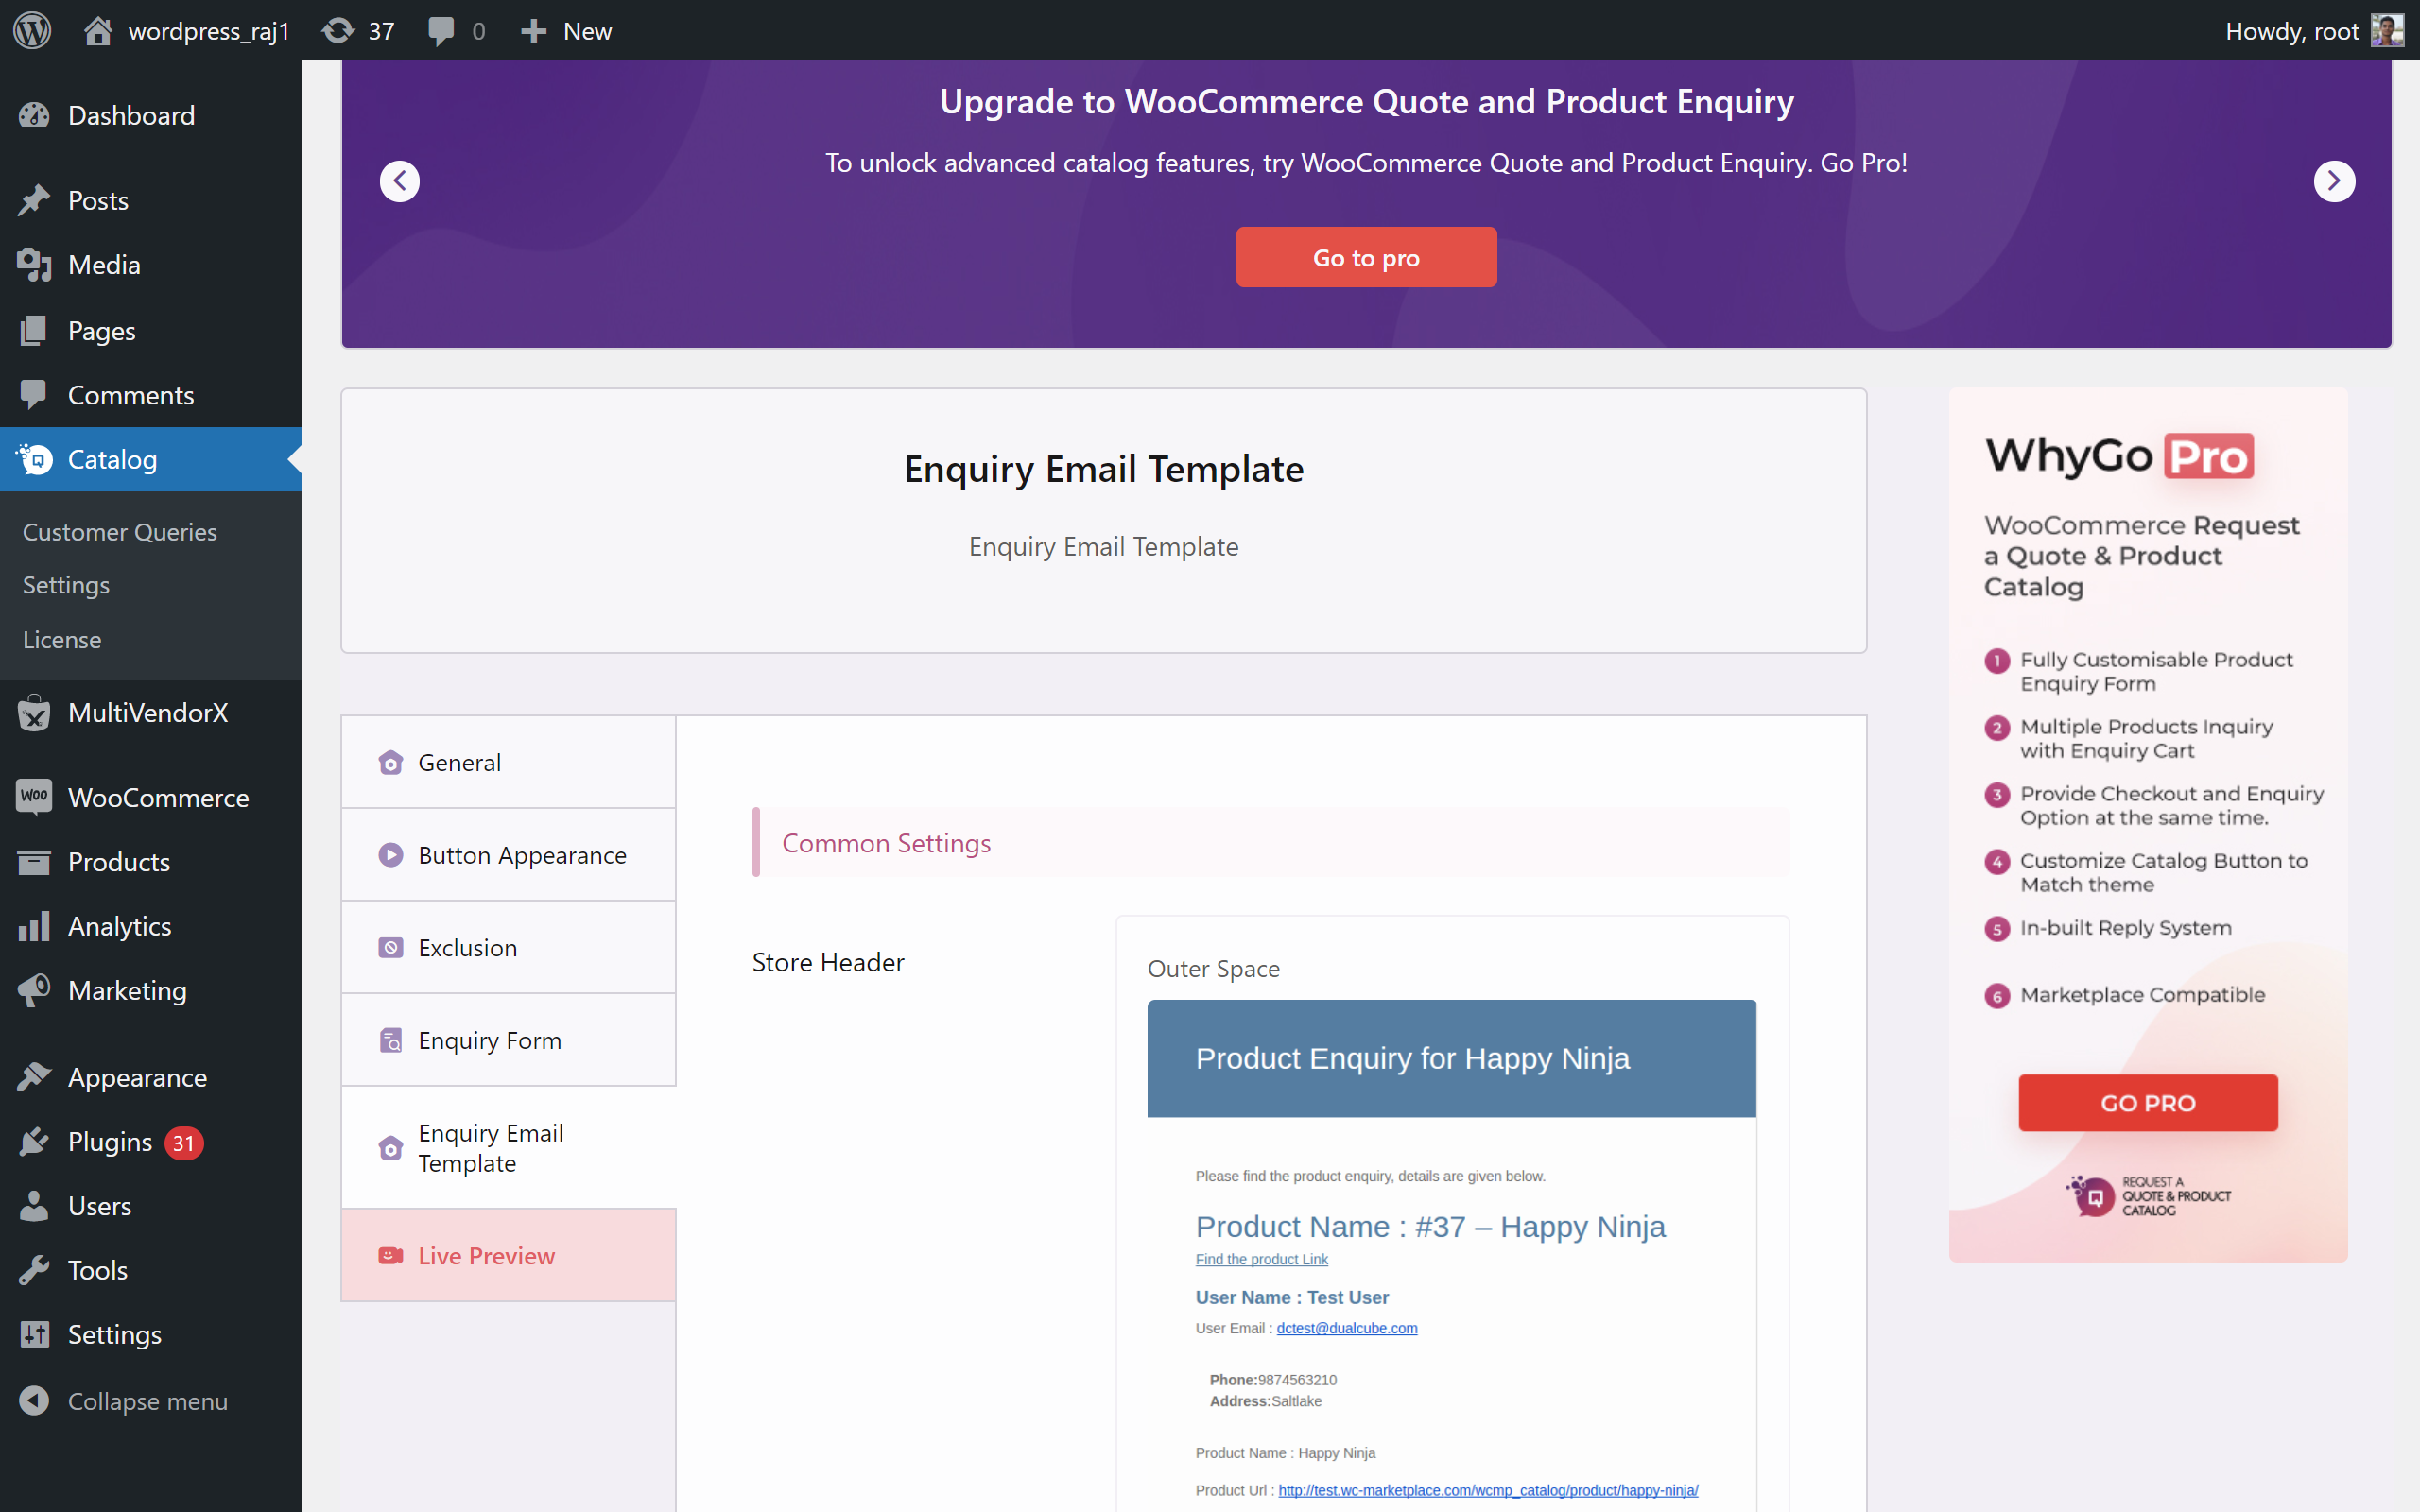 wordpress_raj1
37
0
New
Howdy, root
Dashboard
Posts
Media
Pages
Comments
Catalog
Customer Queries
Settings
License
MultiVendorX
Woo
WooCommerce
Products
Analytics
Marketing
Appearance
Plugins 31
Users
Tools
Settings
Collapse menu
Upgrade to WooCommerce Quote and Product Enquiry
To unlock advanced catalog features, try WooCommerce Quote and Product Enquiry. Go Pro!
Go to pro
Enquiry Email Template
Enquiry Email Template
General
Button Appearance
Exclusion
Enquiry Form
Enquiry Email
Template
Live Preview
Common Settings
Store Header
Outer Space
Product Enquiry for Happy Ninja
Please find the product enquiry, details are given below.
Product Name : #37 – Happy Ninja
Find the product Link
User Name : Test User
User Email : dctest@dualcube.com
Phone:9874563210
Address:Saltlake
Product Name : Happy Ninja
Product Url : http://test.wc-marketplace.com/wcmp_catalog/product/happy-ninja/
WhyGo Pro
WooCommerce Request
a Quote & Product
Catalog
1 Fully Customisable Product
Enquiry Form
2 Multiple Products Inquiry
with Enquiry Cart
3 Provide Checkout and Enquiry
Option at the same time.
4 Customize Catalog Button to
Match theme
5 In-built Reply System
6 Marketplace Compatible
GO PRO
REQUEST A
QUOTE & PRODUCT
CATALOG